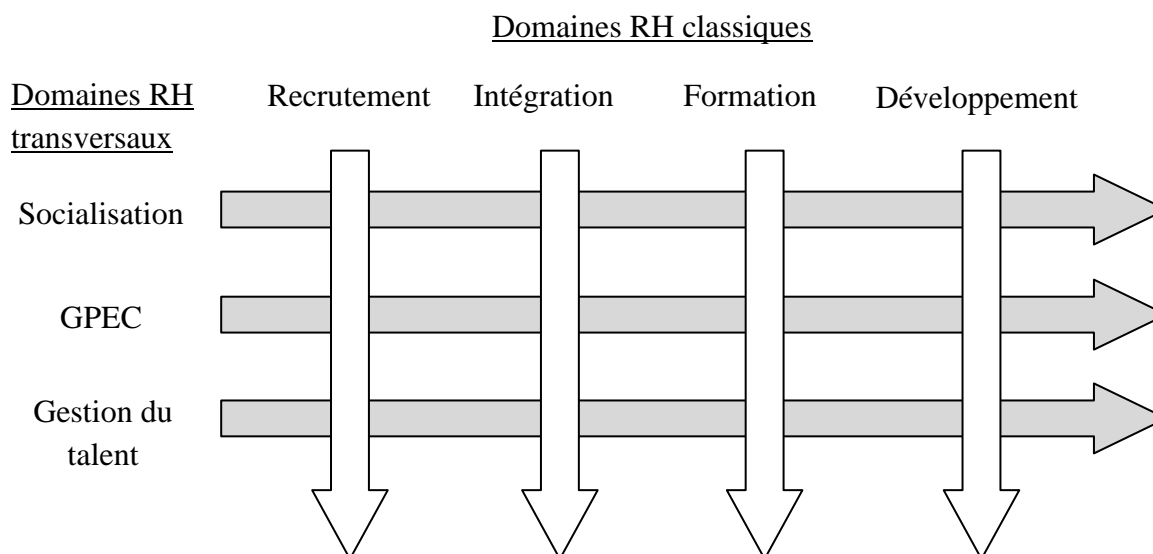 Domaines RH classiques
Domaines RH
transversaux
Recrutement
Intégration
Formation
Développement
Socialisation
GPEC
Gestion du
talent